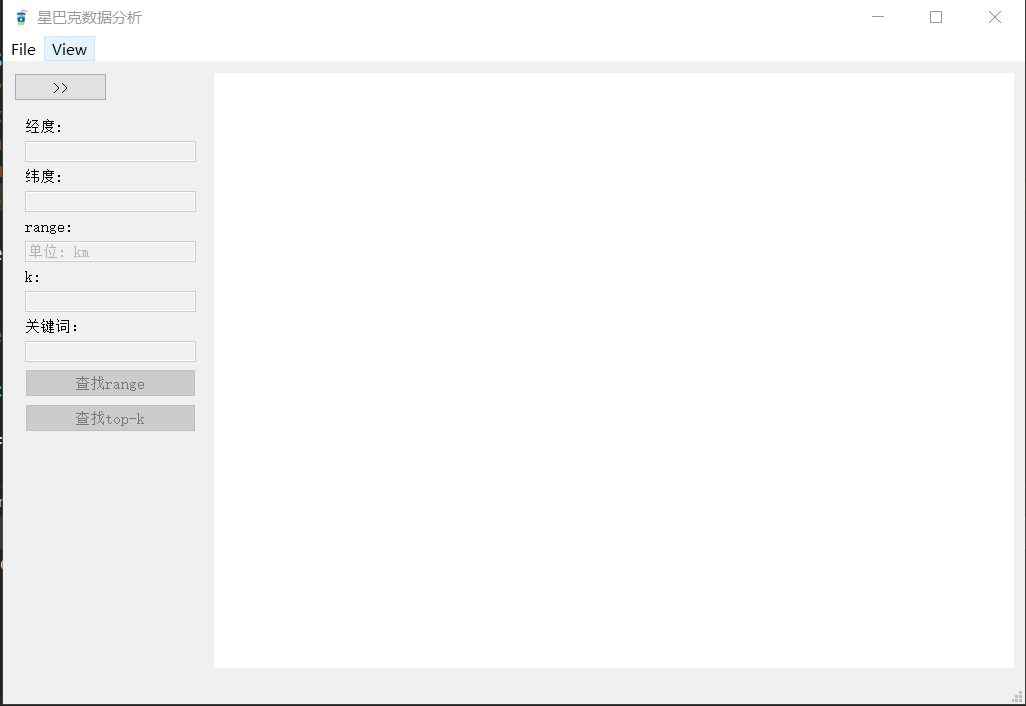 星巴克数据分析
File View
>>
经度:
纬度:
range:
单位: km
k:
关键词:
查找range
查找top-k